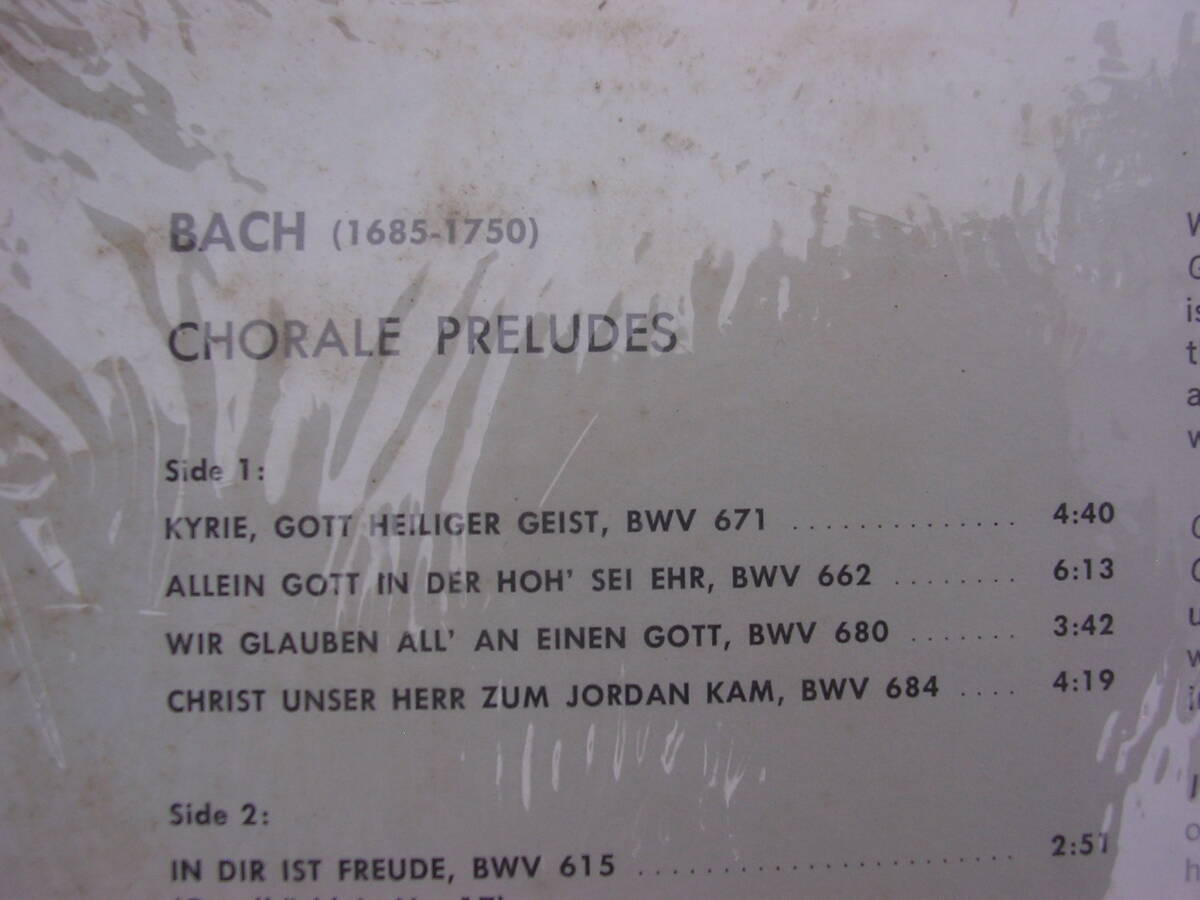 BACH (1685-1750)
CHORALE PRELUDES
Side 1:
KYRIE, GOTT HEILIGER GEIST, BWV 671 .............. 4:40
ALLEIN GOTT IN DER HOH' SEI EHR, BWV 662 ........ 6:13
WIR GLAUBEN ALL' AN EINEN GOTT, BWV 680 ....... 3:42
CHRIST UNSER HERR ZUM JORDAN KAM, BWV 684 .... 4:19
Side 2:
IN DIR IST FREUDE, BWV 615 ....................... 2:51